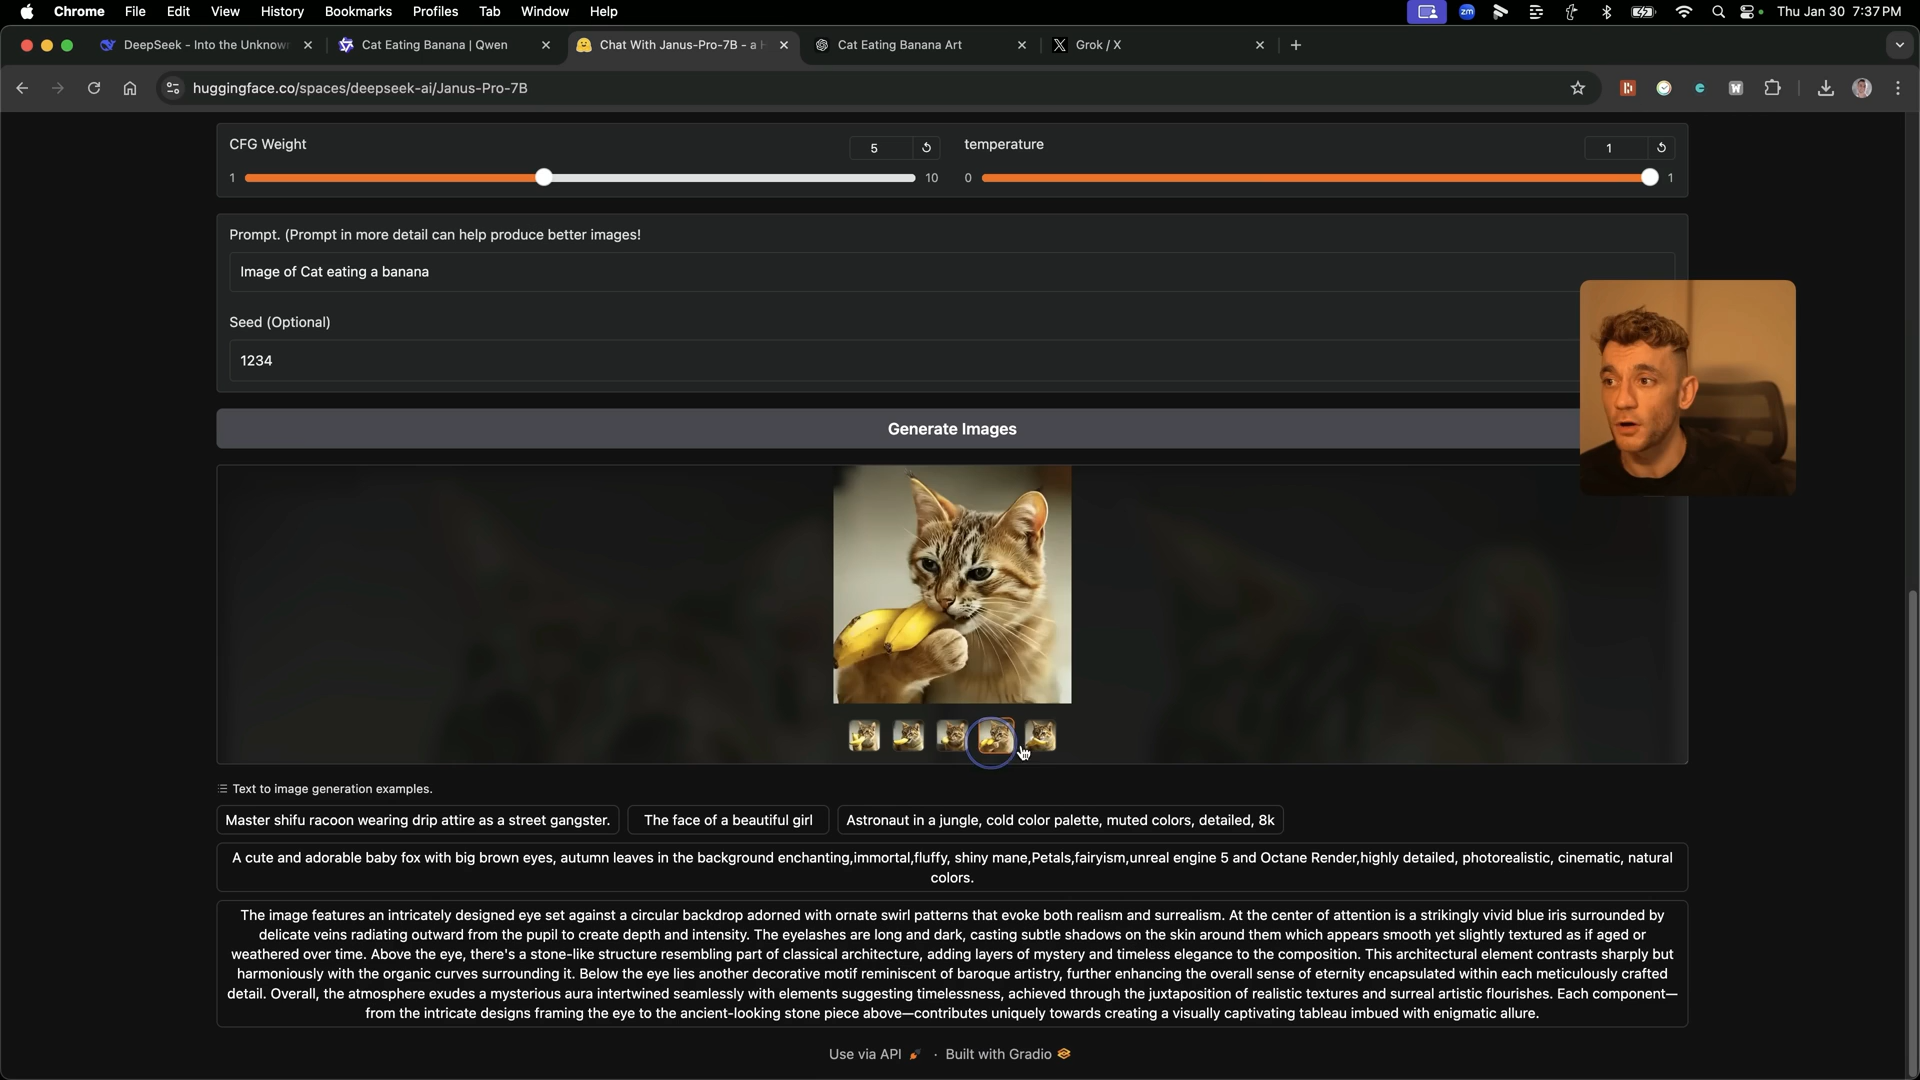 Chrome File Edit View History Bookmarks Profiles Tab Window Help zm Thu Jan 30 7:37 PM
DeepSeek - Into the Unknow Cat Eating Banana | Qwen Chat With Janus-Pro-7B - a H Cat Eating Banana Art Grok / X
huggingface.co/spaces/deepseek-ai/Janus-Pro-7B
CFG Weight 5 temperature 1
1 10 0 1
Prompt. (Prompt in more detail can help produce better images!
Image of Cat eating a banana
Seed (Optional)
1234
Generate Images
Text to image generation examples.
Master shifu racoon wearing drip attire as a street gangster. The face of a beautiful girl Astronaut in a jungle, cold color palette, muted colors, detailed, 8k
A cute and adorable baby fox with big brown eyes, autumn leaves in the background enchanting,immortal,fluffy, shiny mane,Petals,fairyism,unreal engine 5 and Octane Render,highly detailed, photorealistic, cinematic, natural
colors.
The image features an intricately designed eye set against a circular backdrop adorned with ornate swirl patterns that evoke both realism and surrealism. At the center of attention is a strikingly vivid blue iris surrounded by
delicate veins radiating outward from the pupil to create depth and intensity. The eyelashes are long and dark, casting subtle shadows on the skin around them which appears smooth yet slightly textured as if aged or
weathered over time. Above the eye, there's a stone-like structure resembling part of classical architecture, adding layers of mystery and timeless elegance to the composition. This architectural element contrasts sharply but
harmoniously with the organic curves surrounding it. Below the eye lies another decorative motif reminiscent of baroque artistry, further enhancing the overall sense of eternity encapsulated within each meticulously crafted
detail. Overall, the atmosphere exudes a mysterious aura intertwined seamlessly with elements suggesting timelessness, achieved through the juxtaposition of realistic textures and surreal artistic flourishes. Each component—
from the intricate designs framing the eye to the ancient-looking stone piece above—contributes uniquely towards creating a visually captivating tableau imbued with enigmatic allure.
Use via API · Built with Gradio